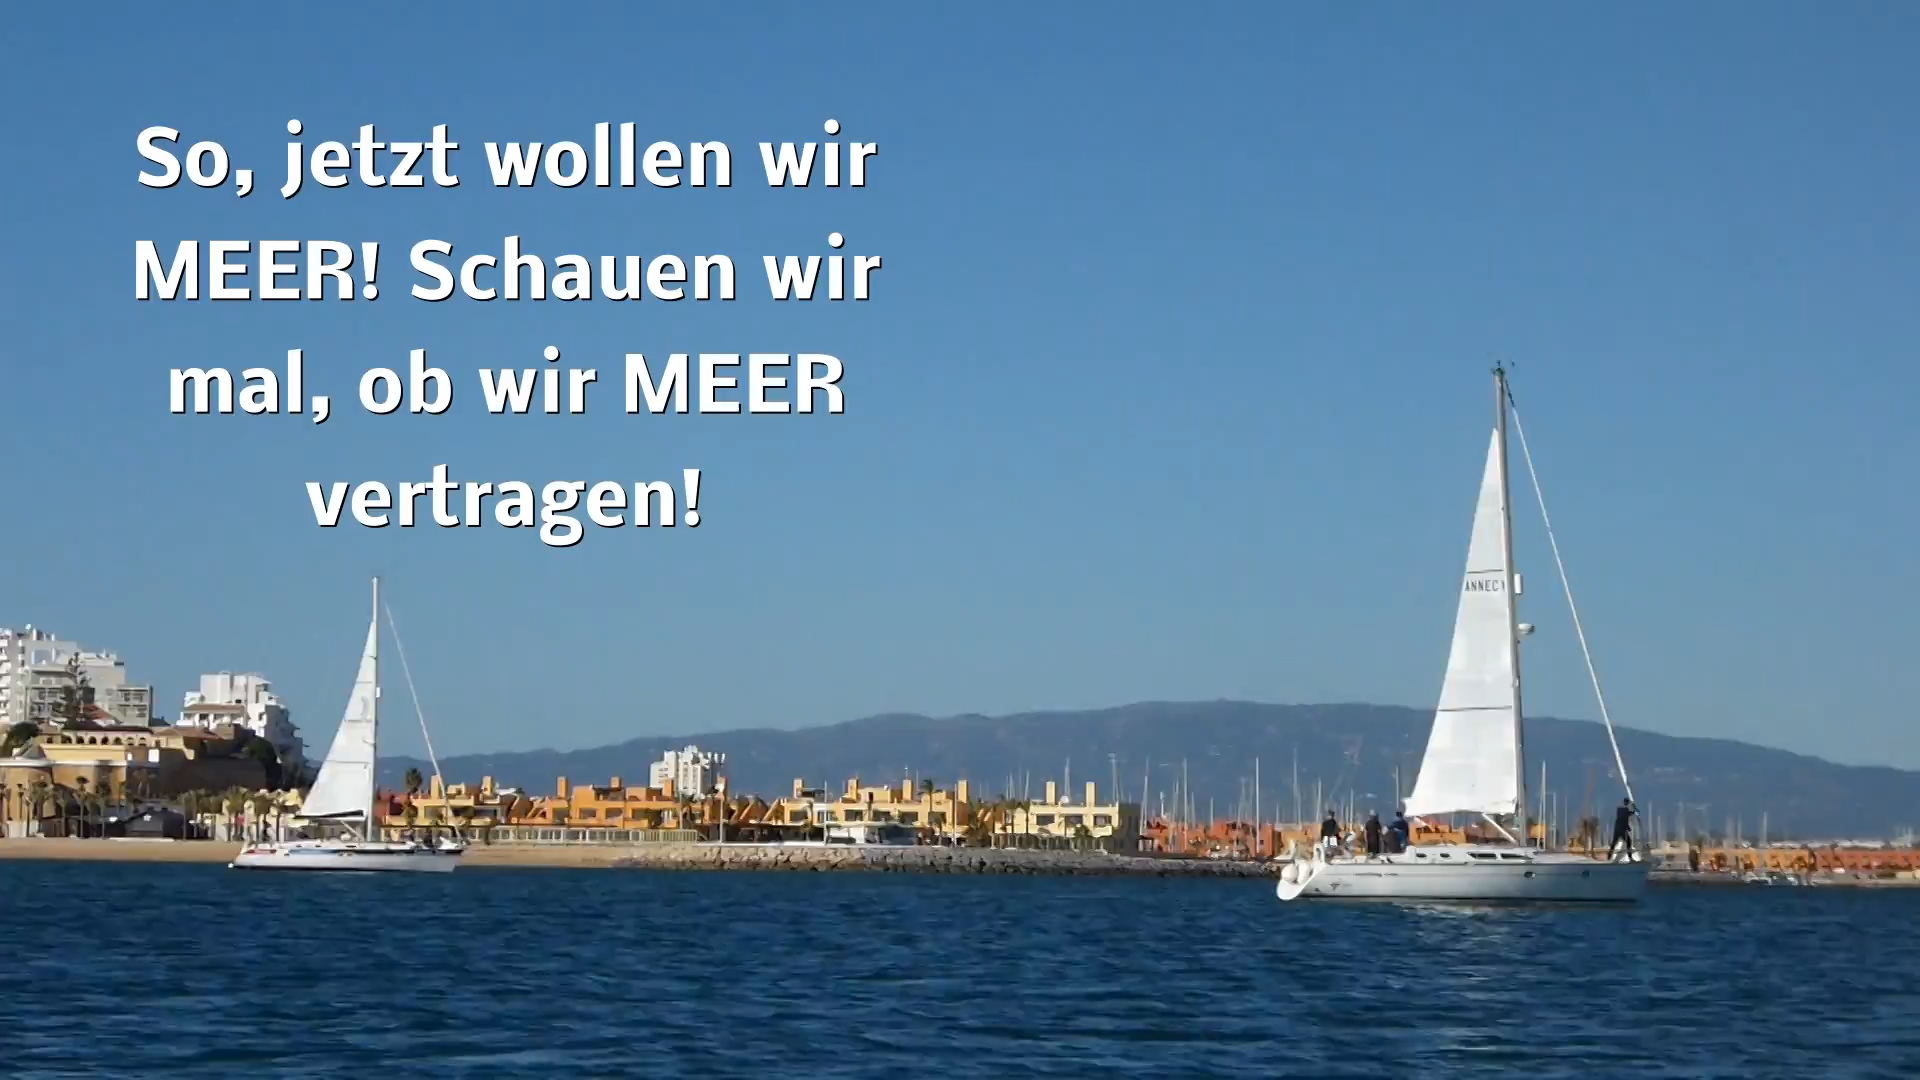 So, jetzt wollen wir
MEER! Schauen wir
mal, ob wir MEER
vertragen!